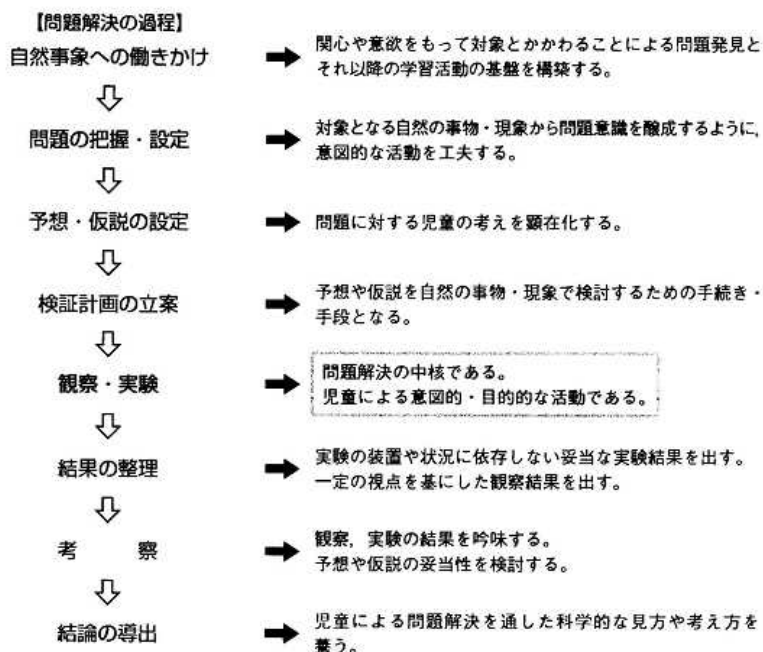 【問題解決の過程】
自然事象への働きかけ
関心や意欲をもって対象とかかわることによる問題発見と
それ以降の学習活動の基盤を構築する。
問題の把握・設定
対象となる自然の事物・現象から問題意識を醸成するように,
意図的な活動を工夫する。
予想・仮説の設定
問題に対する児童の考えを顕在化する。
検証計画の立案
予想や仮説を自然の事物・現象で検討するための手続き・
手段となる。
観察・実験
問題解決の中核である。
児童による意図的・目的的な活動である。
結果の整理
実験の装置や状況に依存しない妥当な実験結果を出す。
一定の視点を基にした観察結果を出す。
考 察
観察,実験の結果を吟味する。
予想や仮説の妥当性を検討する。
結論の導出
児童による問題解決を通した科学的な見方や考え方を
養う。